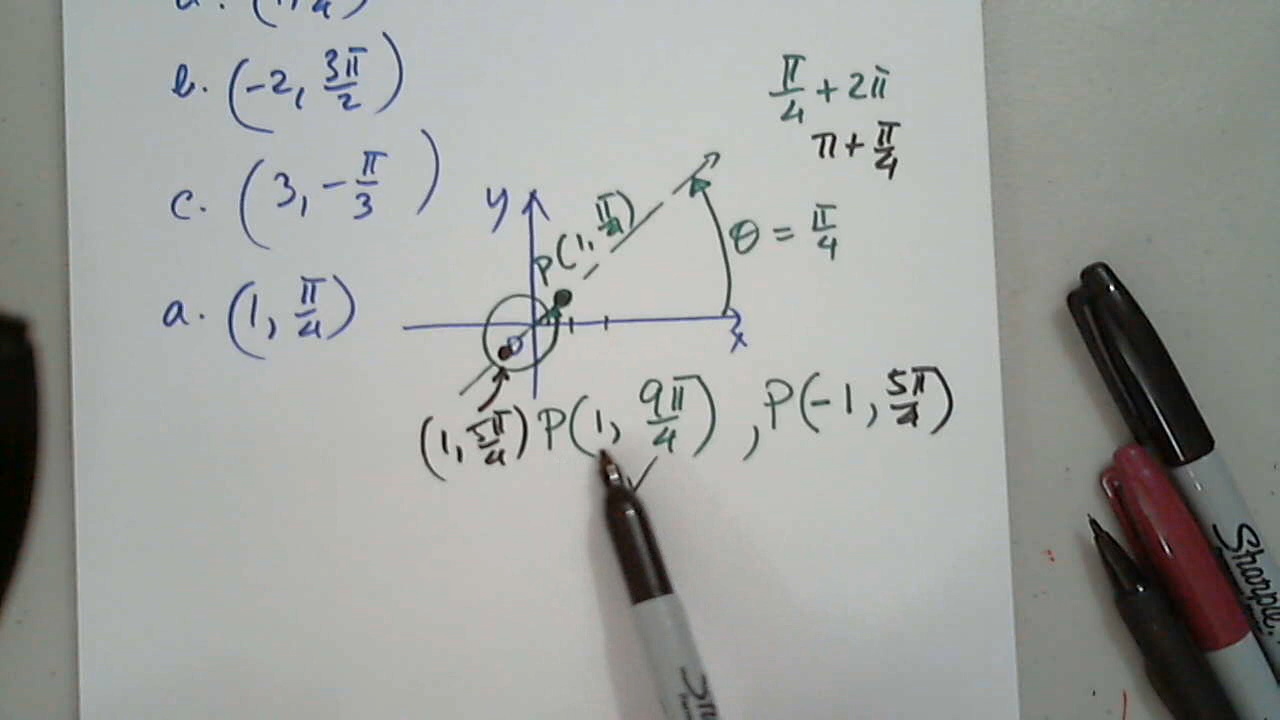 b. (-2, 3π/2)
c. (3, -π/3)
a. (1, π/4)
π/4 + 2π
π + π/4
y
P(1, π/4)
θ = π/4
x
O
(1, 5π/4) P(1, 9π/4), P(-1, 5π/4)
✓
Sharpie.